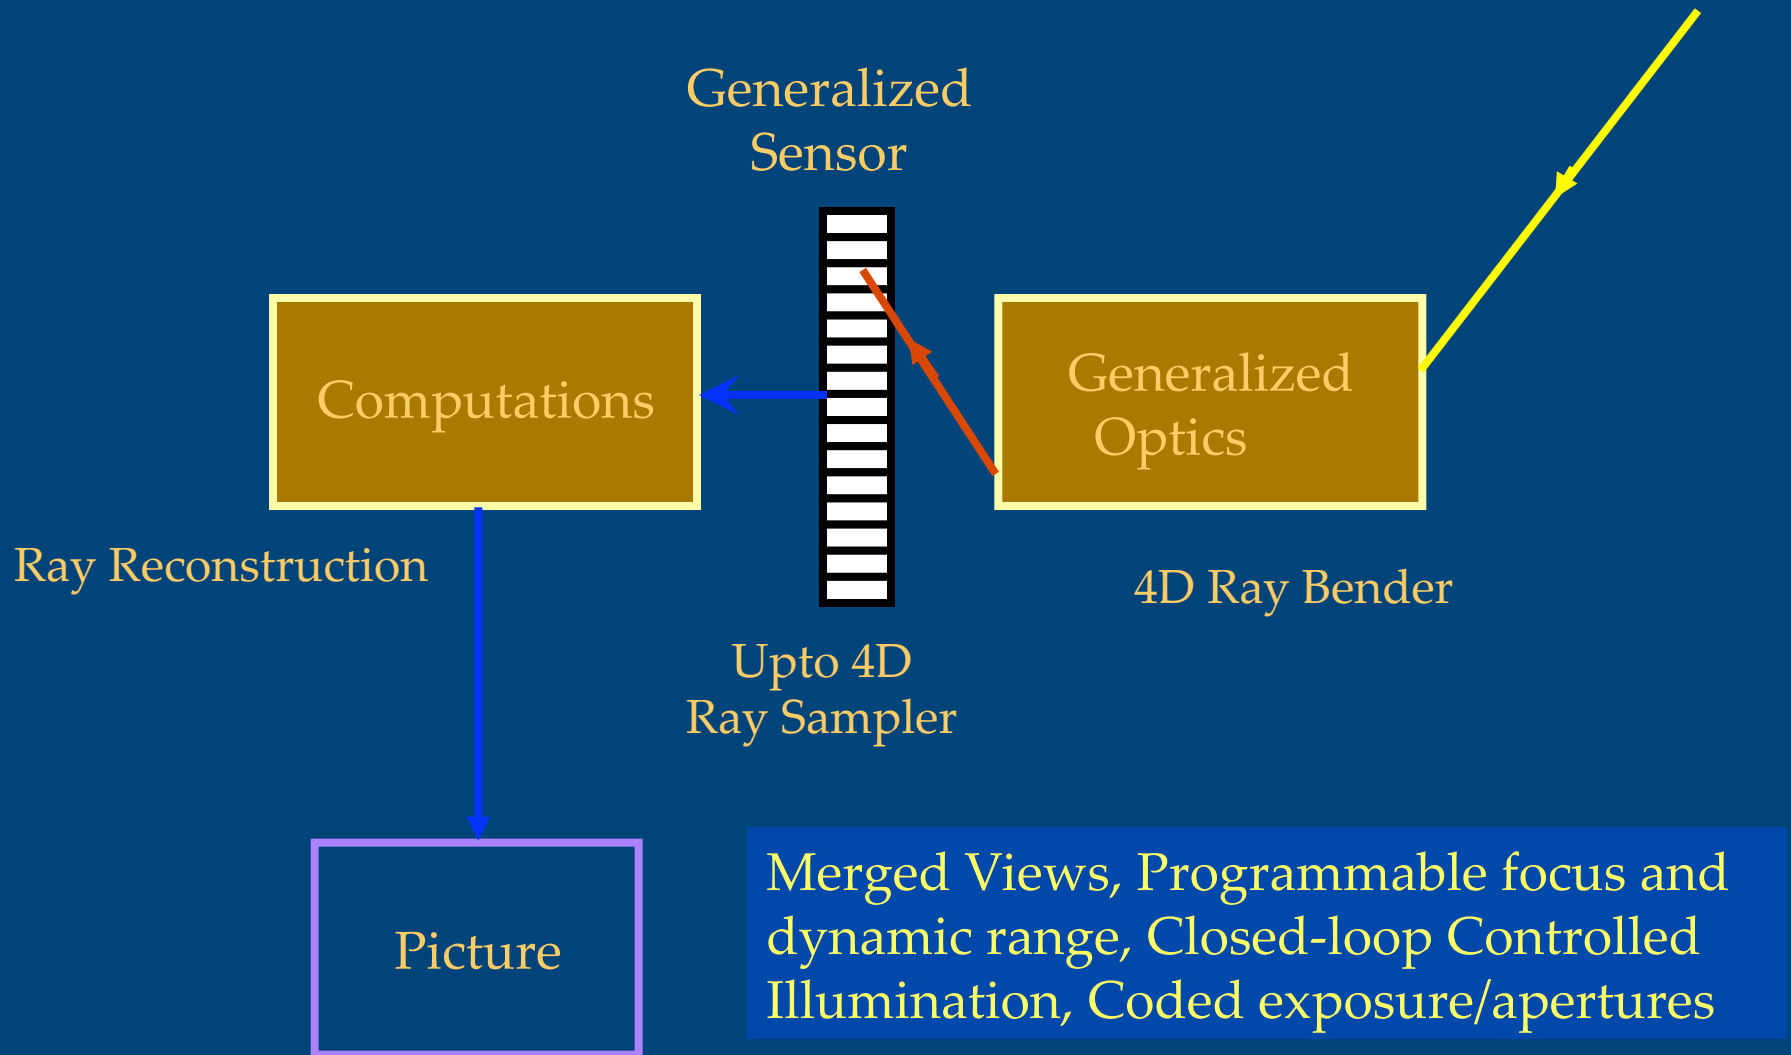 Generalized
Sensor
Computations
Generalized
Optics
Ray Reconstruction
4D Ray Bender
Upto 4D
Ray Sampler
Picture
Merged Views, Programmable focus and
dynamic range, Closed-loop Controlled
Illumination, Coded exposure/apertures